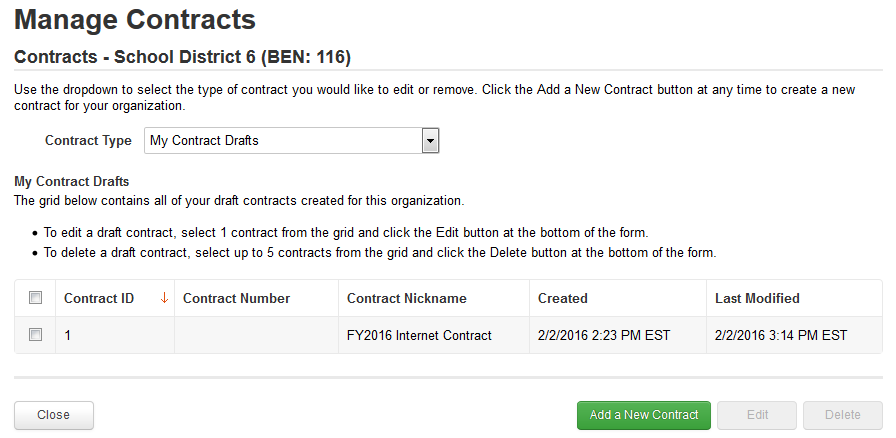 Manage Contracts
Contracts - School District 6 (BEN: 116)
Use the dropdown to select the type of contract you would like to edit or remove. Click the Add a New Contract button at any time to create a new
contract for your organization.
Contract Type My Contract Drafts
My Contract Drafts
The grid below contains all of your draft contracts created for this organization.
• To edit a draft contract, select 1 contract from the grid and click the Edit button at the bottom of the form.
• To delete a draft contract, select up to 5 contracts from the grid and click the Delete button at the bottom of the form.
Contract ID ↓ Contract Number Contract Nickname Created Last Modified
1 FY2016 Internet Contract 2/2/2016 2:23 PM EST 2/2/2016 3:14 PM EST
Close Add a New Contract Edit Delete